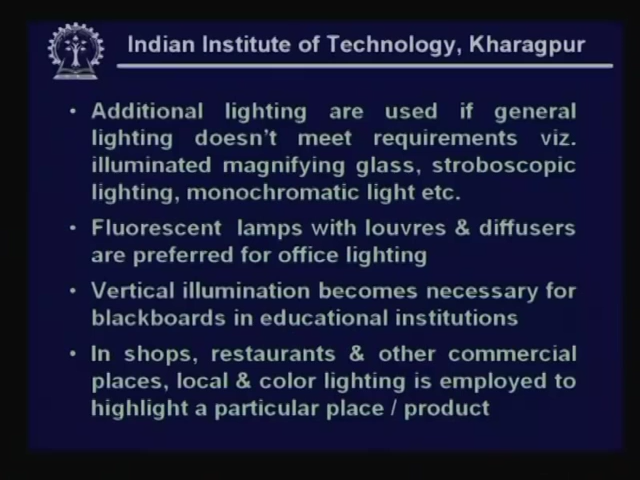 Indian Institute of Technology, Kharagpur
• Additional lighting are used if general
lighting doesn't meet requirements viz.
illuminated magnifying glass, stroboscopic
lighting, monochromatic light etc.
• Fluorescent lamps with louvres & diffusers
are preferred for office lighting
• Vertical illumination becomes necessary for
blackboards in educational institutions
• In shops, restaurants & other commercial
places, local & color lighting is employed to
highlight a particular place / product